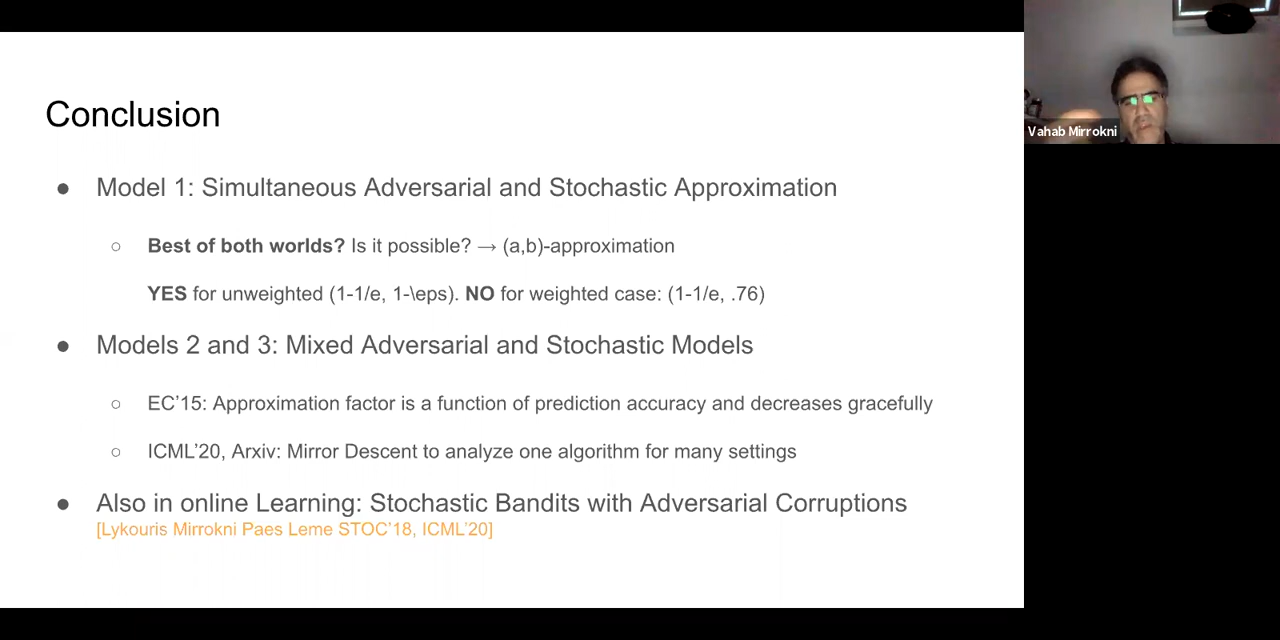 Conclusion
● Model 1: Simultaneous Adversarial and Stochastic Approximation
○ Best of both worlds? Is it possible? → (a,b)-approximation
YES for unweighted (1-1/e, 1-\eps). NO for weighted case: (1-1/e, .76)
● Models 2 and 3: Mixed Adversarial and Stochastic Models
○ EC’15: Approximation factor is a function of prediction accuracy and decreases gracefully
○ ICML’20, Arxiv: Mirror Descent to analyze one algorithm for many settings
● Also in online Learning: Stochastic Bandits with Adversarial Corruptions
[Lykouris Mirrokni Paes Leme STOC’18, ICML’20]
Vahab Mirrokni